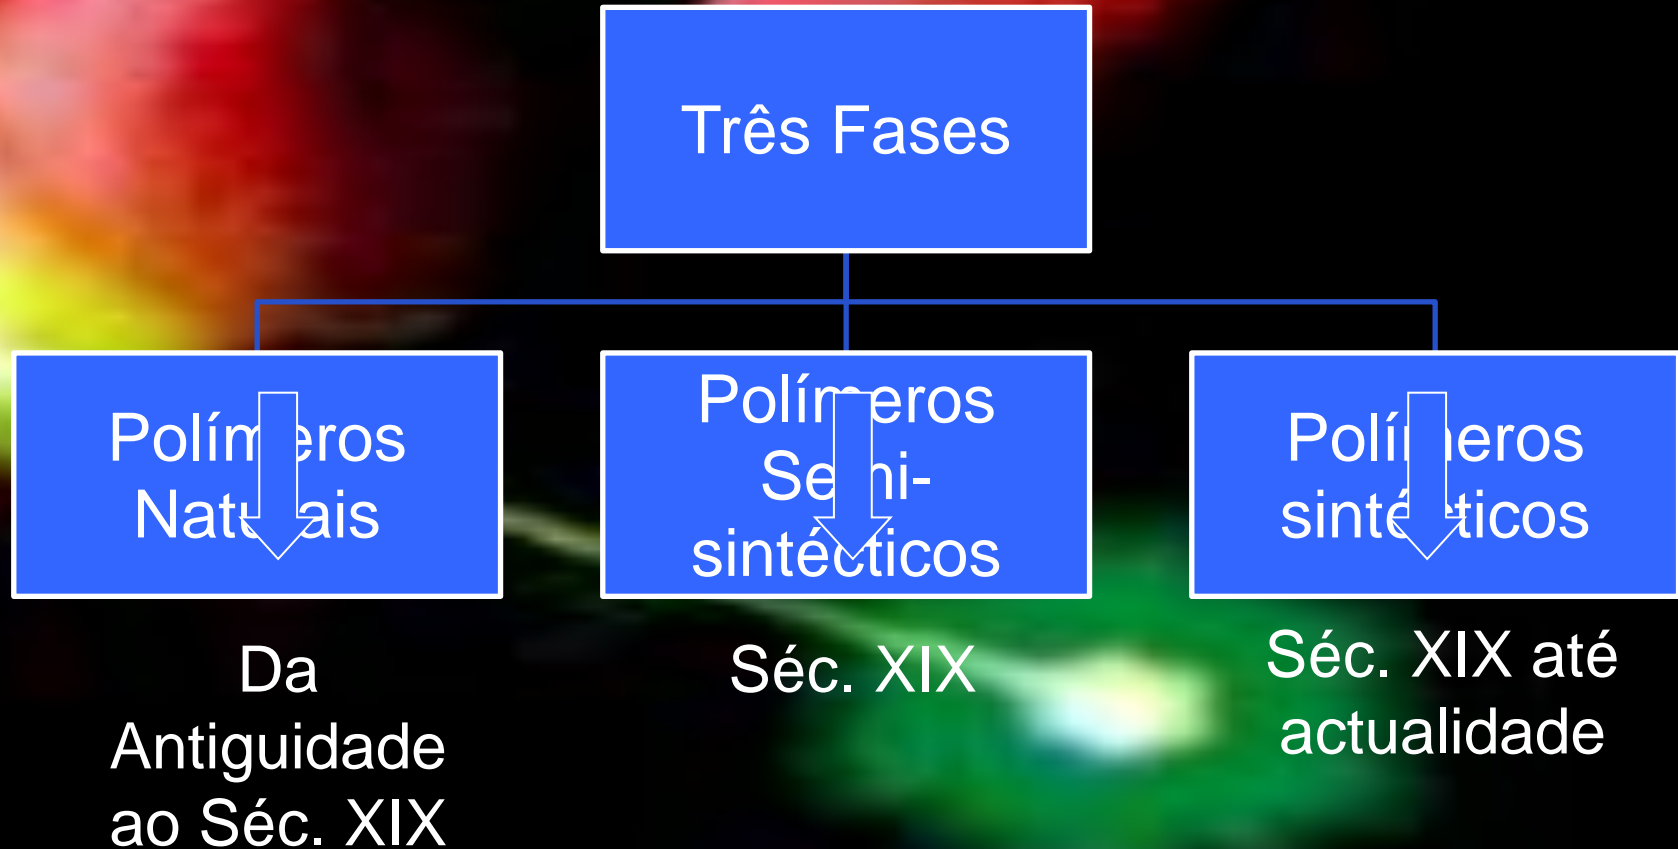 Três Fases
Polímeros
Naturais
Polímeros
Semi-
sintécticos
Polímeros
sintécticos
Da
Antiguidade
ao Séc. XIX
Séc. XIX
Séc. XIX até
actualidade